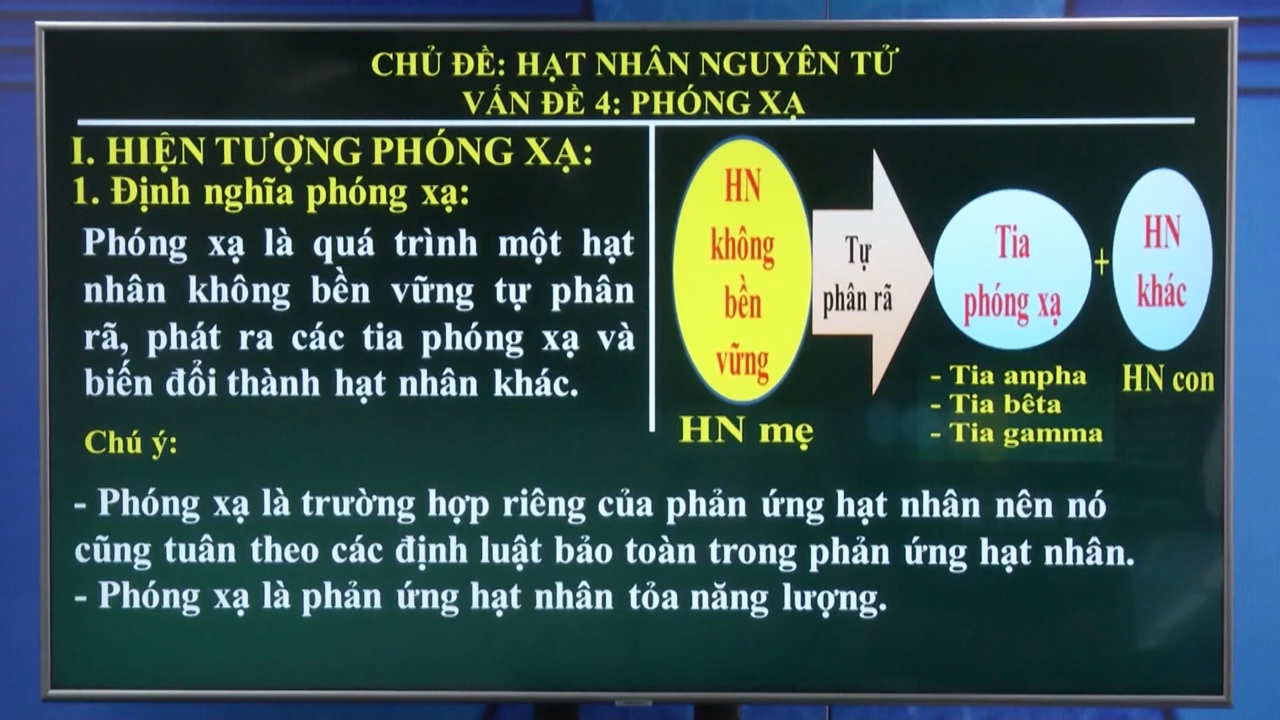 CHỦ ĐỀ: HẠT NHÂN NGUYÊN TỬ
VẤN ĐỀ 4: PHÓNG XẠ
I. HIỆN TƯỢNG PHÓNG XẠ:
1. Định nghĩa phóng xạ:
Phóng xạ là quá trình một hạt
nhân không bền vững tự phân
rã, phát ra các tia phóng xạ và
biến đổi thành hạt nhân khác.
HN
không
bền
vững
HN mẹ
Tự
phân rã
Tia
phóng xạ
+
HN
khác
- Tia anpha
- Tia bêta
- Tia gamma
HN con
Chú ý:
- Phóng xạ là trường hợp riêng của phản ứng hạt nhân nên nó
cũng tuân theo các định luật bảo toàn trong phản ứng hạt nhân.
- Phóng xạ là phản ứng hạt nhân tỏa năng lượng.